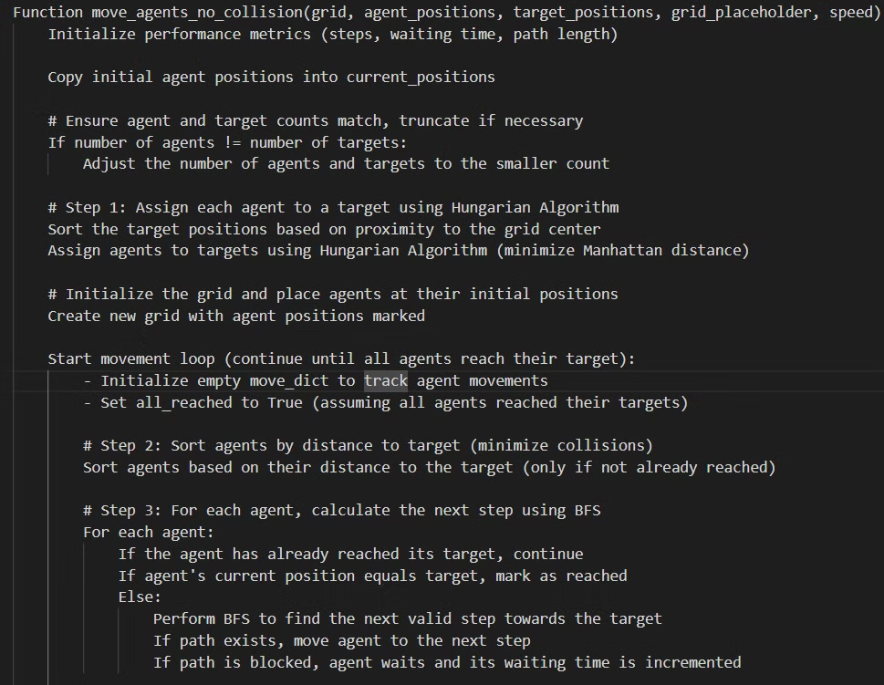 Function move_agents_no_collision(grid, agent_positions, target_positions, grid_placeholder, speed)
Initialize performance metrics (steps, waiting time, path length)
Copy initial agent positions into current_positions
# Ensure agent and target counts match, truncate if necessary
If number of agents != number of targets:
Adjust the number of agents and targets to the smaller count
# Step 1: Assign each agent to a target using Hungarian Algorithm
Sort the target positions based on proximity to the grid center
Assign agents to targets using Hungarian Algorithm (minimize Manhattan distance)
# Initialize the grid and place agents at their initial positions
Create new grid with agent positions marked
Start movement loop (continue until all agents reach their target):
- Initialize empty move_dict to track agent movements
- Set all_reached to True (assuming all agents reached their targets)
# Step 2: Sort agents by distance to target (minimize collisions)
Sort agents based on their distance to the target (only if not already reached)
# Step 3: For each agent, calculate the next step using BFS
For each agent:
If the agent has already reached its target, continue
If agent's current position equals target, mark as reached
Else:
Perform BFS to find the next valid step towards the target
If path exists, move agent to the next step
If path is blocked, agent waits and its waiting time is incremented